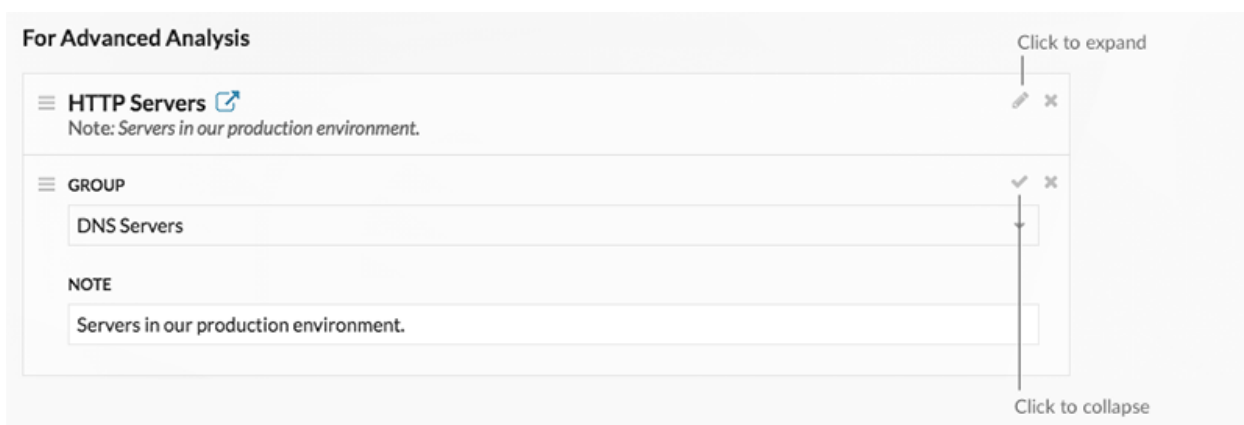 For Advanced Analysis
Click to expand
HTTP Servers
Note: Servers in our production environment.
GROUP
DNS Servers
NOTE
Servers in our production environment.
Click to collapse